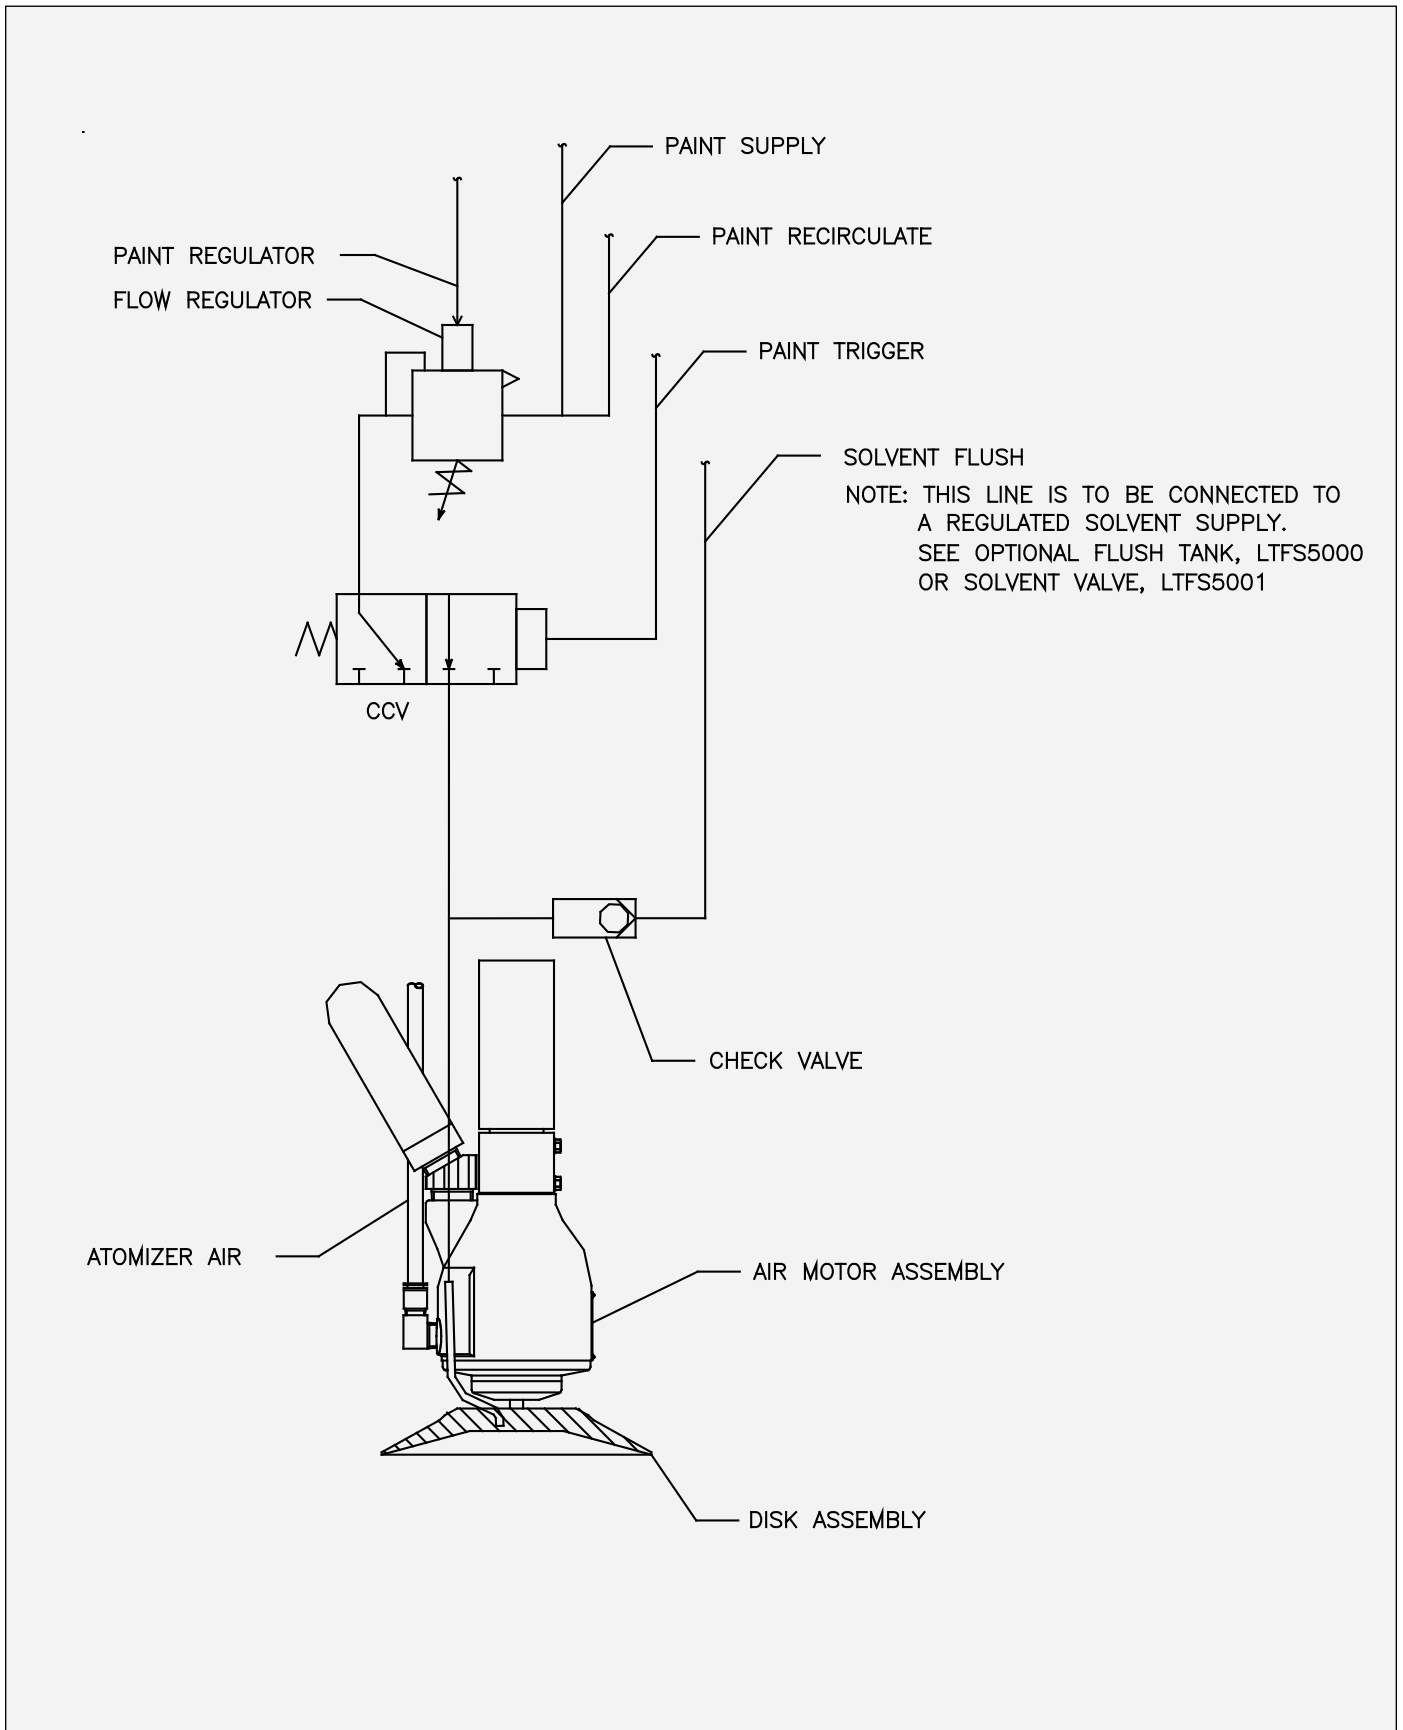 PAINT SUPPLY
PAINT RECIRCULATE
PAINT REGULATOR
FLOW REGULATOR
PAINT TRIGGER
SOLVENT FLUSH
NOTE: THIS LINE IS TO BE CONNECTED TO
A REGULATED SOLVENT SUPPLY.
SEE OPTIONAL FLUSH TANK, LTFS5000
OR SOLVENT VALVE, LTFS5001
CCV
CHECK VALVE
ATOMIZER AIR
AIR MOTOR ASSEMBLY
DISK ASSEMBLY